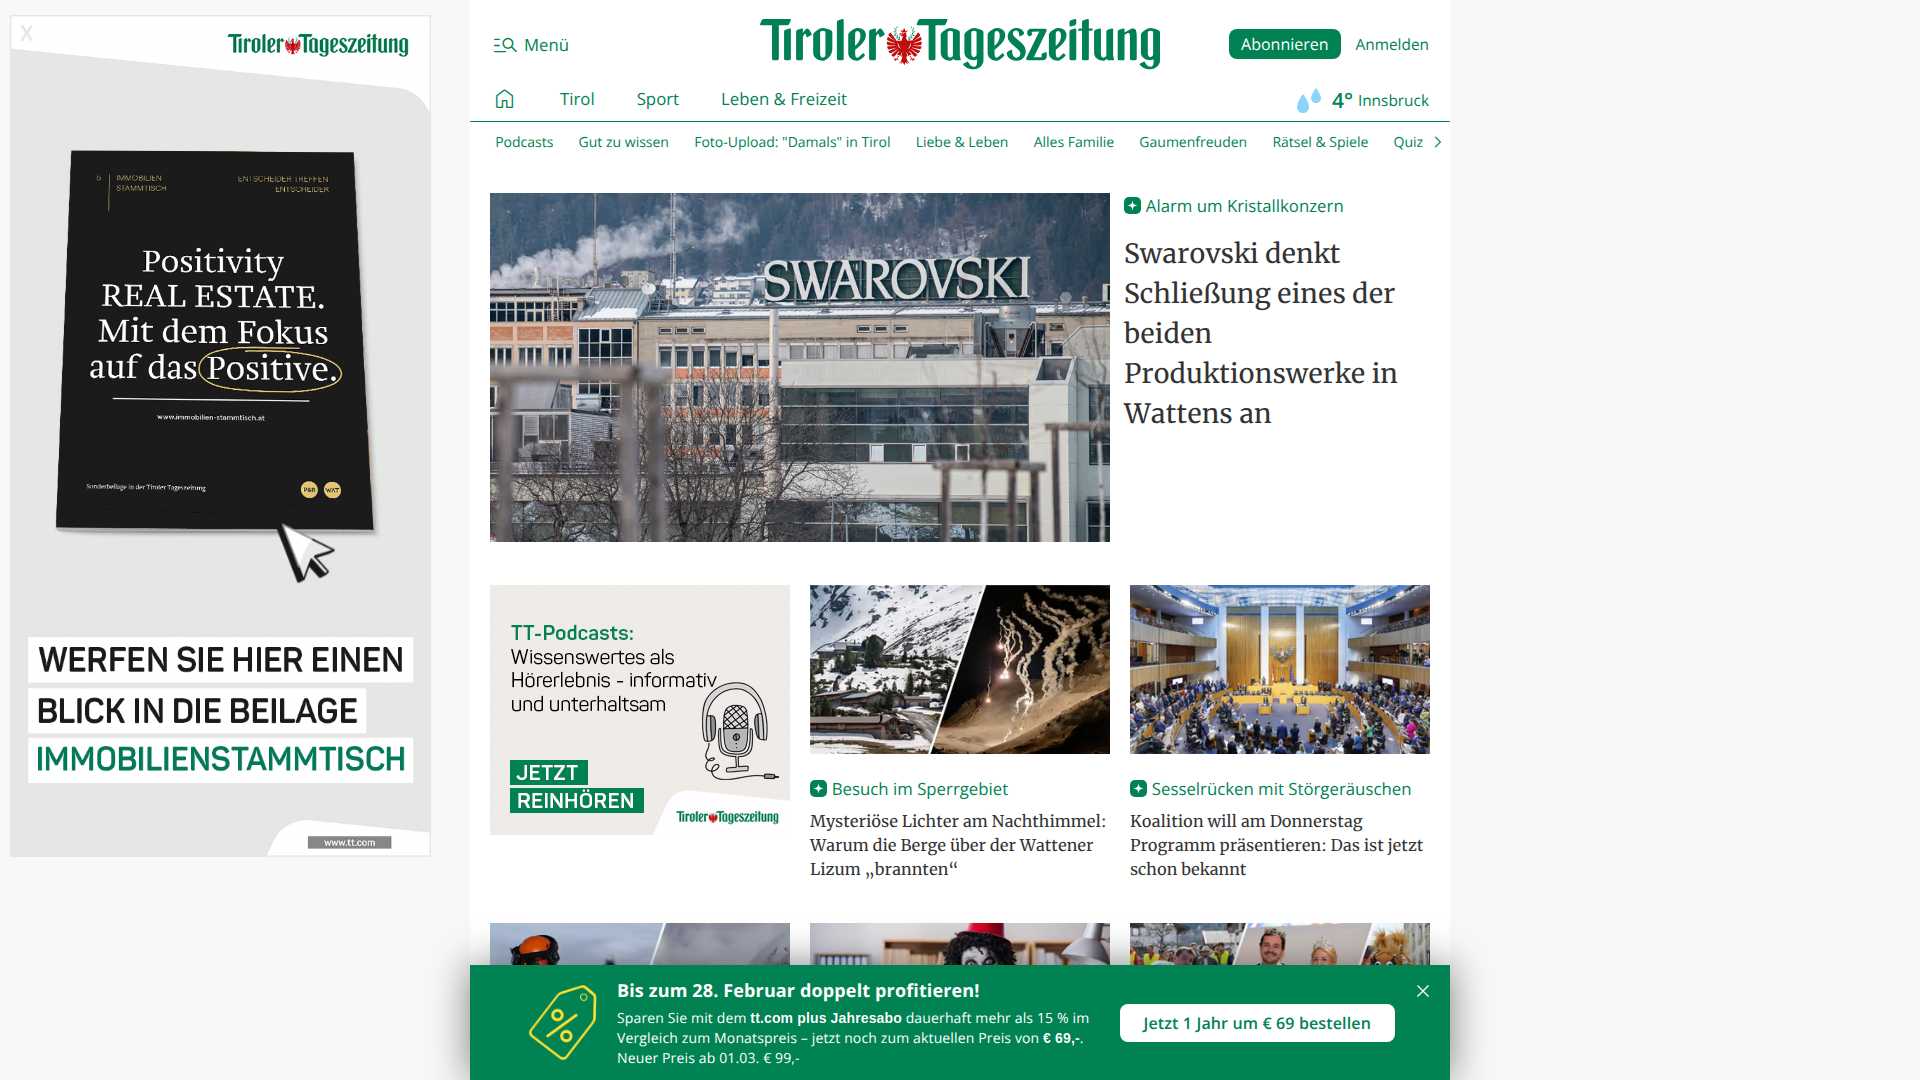 X
Tiroler Tageszeitung
6
IMMOBILIEN
STAMMTISCH
ENTSCHEIDER TREFFEN
ENTSCHEIDER
Positivity
REAL ESTATE.
Mit dem Fokus
auf das Positive.
www.immobilien-stammtisch.at
Sonderbeilage in der Tiroler Tageszeitung
P&R
WAT
WERFEN SIE HIER EINEN
BLICK IN DIE BEILAGE
IMMOBILIENSTAMMTISCH
www.tt.com
Menü
Tiroler Tageszeitung
Abonnieren
Anmelden
Tirol
Sport
Leben & Freizeit
4° Innsbruck
Podcasts
Gut zu wissen
Foto-Upload: "Damals" in Tirol
Liebe & Leben
Alles Familie
Gaumenfreuden
Rätsel & Spiele
Quiz
SWAROVSKI
Alarm um Kristallkonzern
Swarovski denkt
Schließung eines der
beiden
Produktionswerke in
Wattens an
TT-Podcasts:
Wissenswertes als
Hörerlebnis - informativ
und unterhaltsam
JETZT
REINHÖREN
Tiroler Tageszeitung
Besuch im Sperrgebiet
Mysteriöse Lichter am Nachthimmel:
Warum die Berge über der Wattener
Lizum „brannten“
Sesselrücken mit Störgeräuschen
Koalition will am Donnerstag
Programm präsentieren: Das ist jetzt
schon bekannt
Bis zum 28. Februar doppelt profitieren!
Sparen Sie mit dem tt.com plus Jahresabo dauerhaft mehr als 15 % im
Vergleich zum Monatspreis – jetzt noch zum aktuellen Preis von € 69,-.
Neuer Preis ab 01.03. € 99,-
Jetzt 1 Jahr um € 69 bestellen